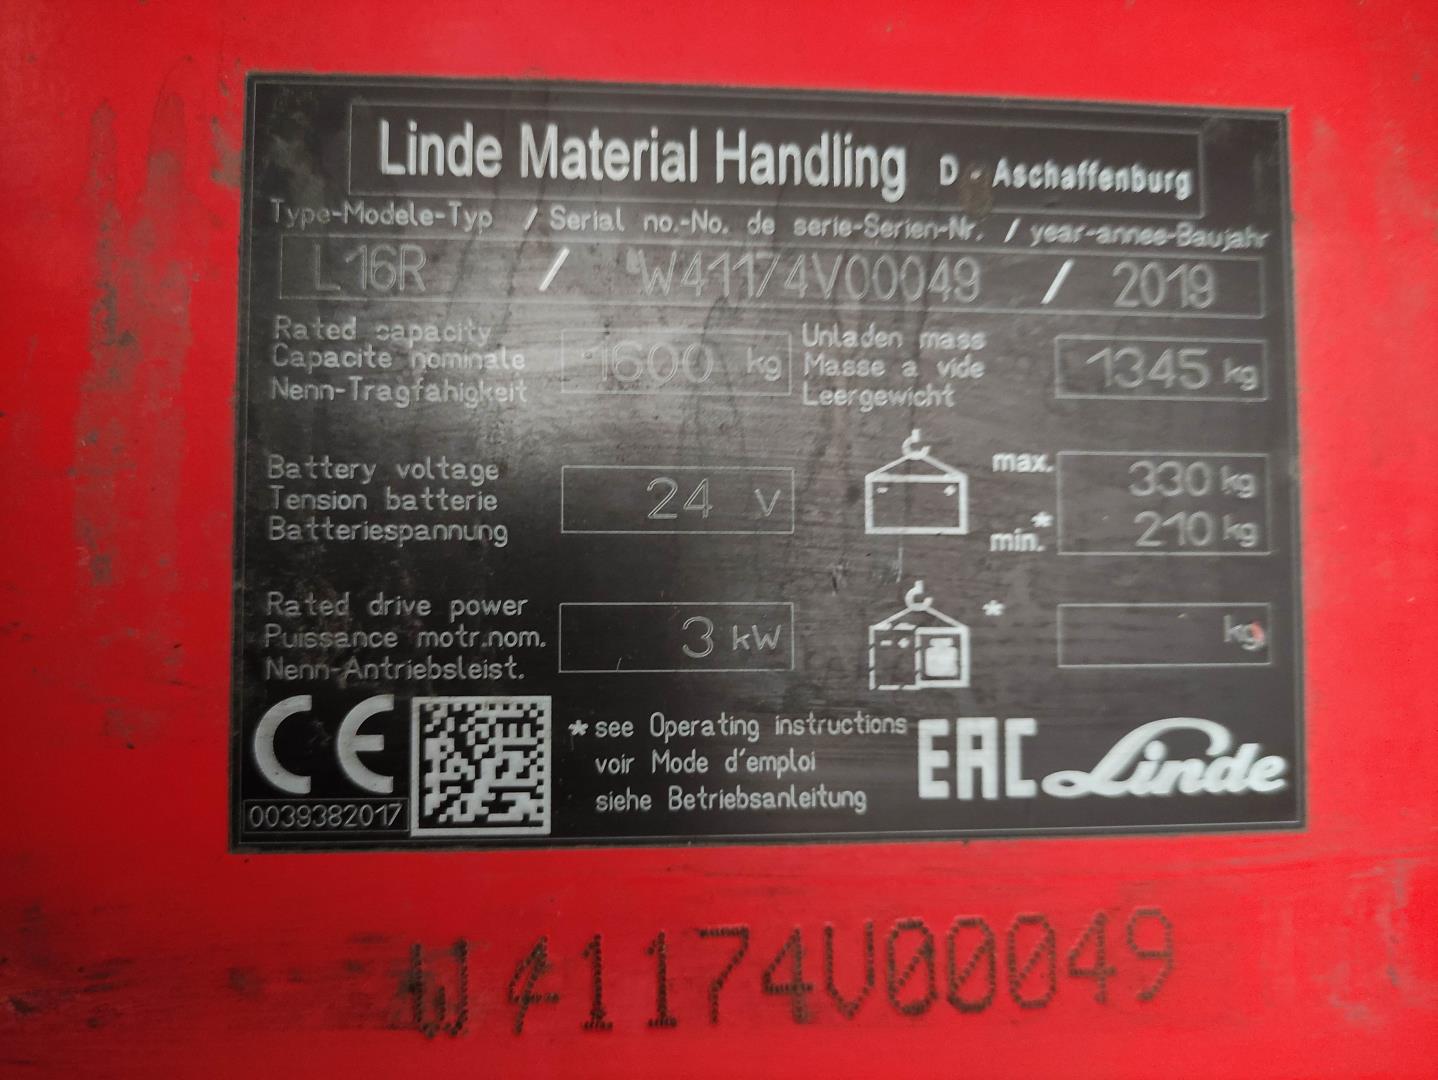 Linde Material Handling D - Aschaffenburg
Type-Modele-Typ / Serial no.-No. de serie-Serien-Nr. / year-annee-Baujahr
L16R / W41174V00049 / 2019
Rated capacity
Capacite nominale
Nenn-Tragfahigkeit
1600 kg
Unladen mass
Masse a vide
Leergewicht
1345 kg
Battery voltage
Tension batterie
Batteriespannung
24 V
- +
max. 330 kg
min.* 210 kg
Rated drive power
Puissance motr.nom.
Nenn-Antriebsleist.
3 kW
- +
* kg
CE
0039382017
* see Operating instructions
voir Mode d'emploi
siehe Betriebsanleitung
EAC Linde
W41174V00049